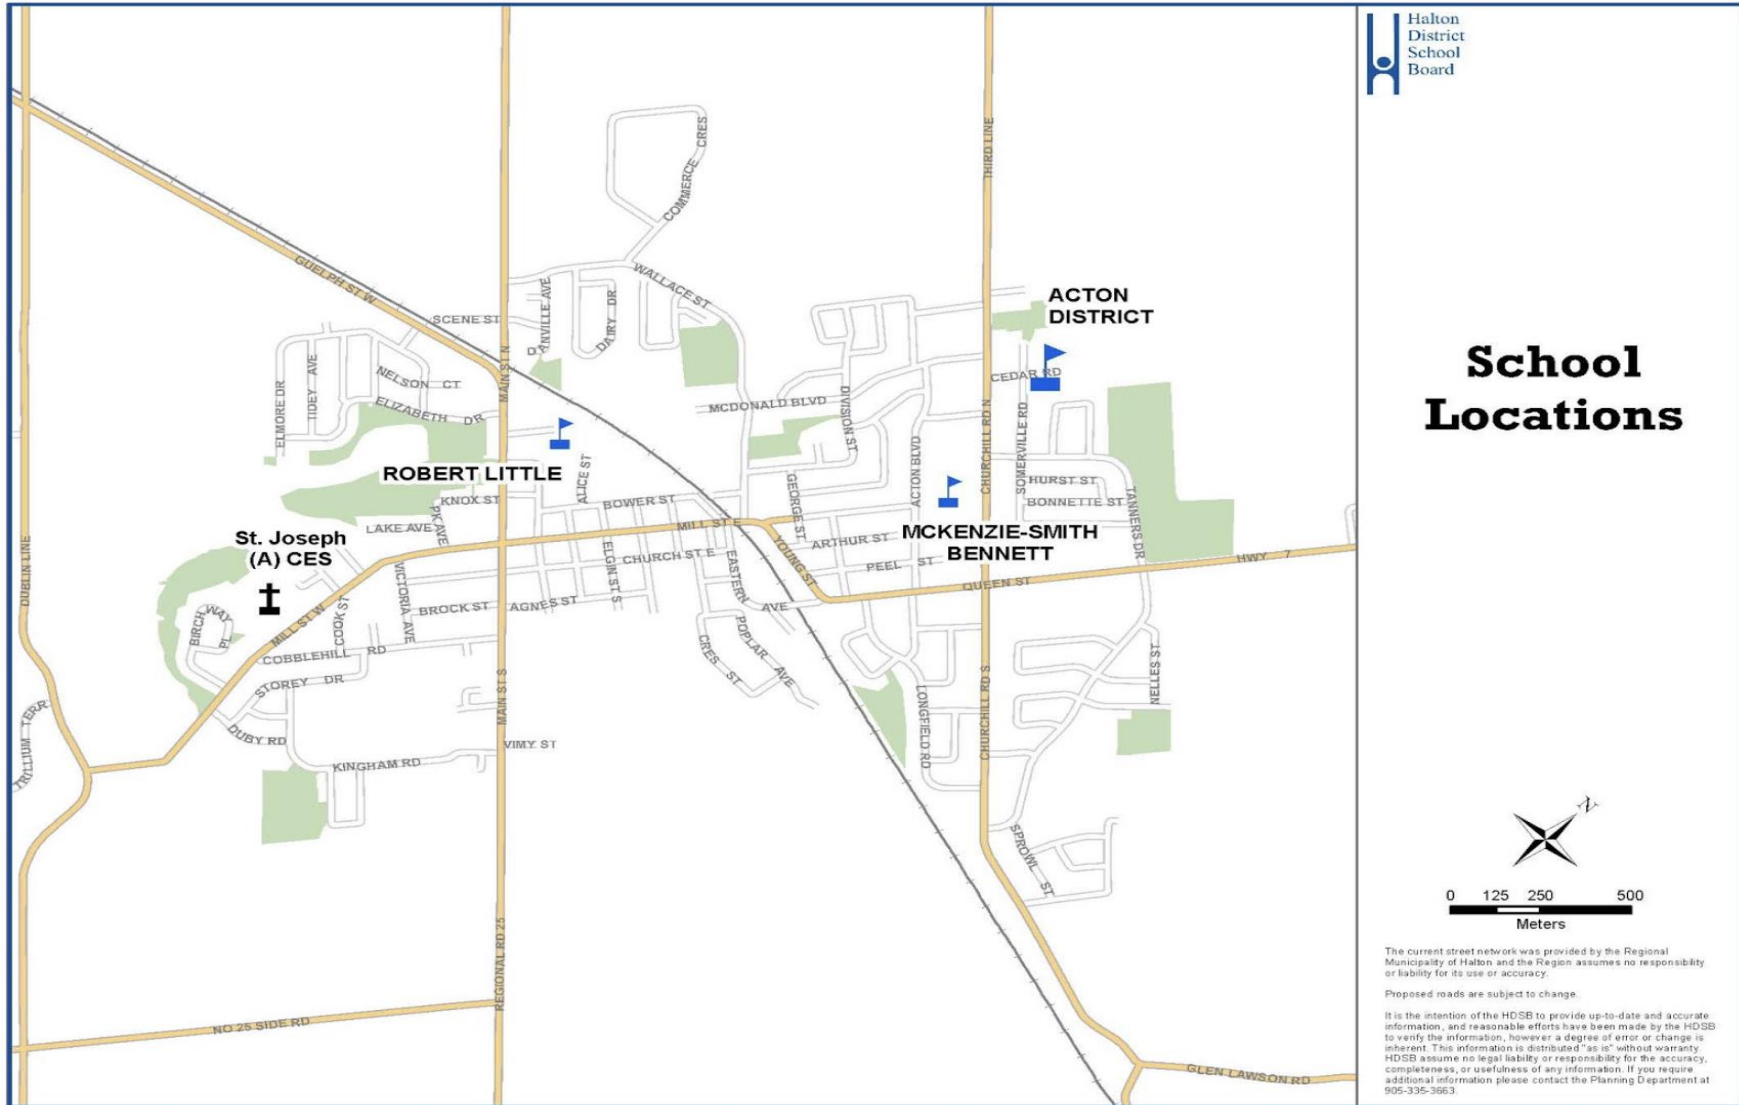 Halton
District
School
Board
School
Locations
COMMERCE CRES
THIRD LINE
GUELPH ST W
WALLACE ST
SCENE ST
DANVILLE AVE
DAIRY DR
MAIN ST N
ACTON
DISTRICT
CEDAR RD
NELSON CT
TIDEY AVE
ELMORE DR
ELIZABETH DR
MCDONALD BLVD
DIVISION ST
ACTON BLVD
CHURCHILL RD N
SOMERVILLE RD
ROBERT LITTLE
ALICE ST
HURST ST
BONNETTE ST
TANNERS DR
KNOX ST
BOWER ST
GEORGE ST
PK AVE
LAKE AVE
MILL ST E
ARTHUR ST
MCKENZIE-SMITH
BENNETT
St. Joseph
(A) CES
DUBLIN LINE
CHURCH ST E
ELGIN ST S
EASTERN AVE
YOUNG ST
PEEL ST
QUEEN ST
HWY 7
VICTORIA AVE
BROCK ST
AGNES ST
COOK ST
MILL ST W
BIRCH WAY PL
COBBLEHILL RD
STOREY DR
DUBY RD
KINGHAM RD
VIMY ST
MAIN ST S
POPLAR AVE
CRES ST
LONGFIELD RD
CHURCHILL RD S
NELLES ST
TRILLIUM TERR
SPROWL ST
REGIONAL RD 25
NO 25 SIDE RD
GLEN LAWSON RD
N
0 125 250 500
Meters
The current street network was provided by the Regional
Municipality of Halton and the Region assumes no responsibility
or liability for its use or accuracy.
Proposed roads are subject to change.
It is the intention of the HDSB to provide up-to-date and accurate
information, and reasonable efforts have been made by the HDSB
to verify the information, however a degree of error or change is
inherent. This information is distributed "as is" without warranty.
HDSB assume no legal liability or responsibility for the accuracy,
completeness, or usefulness of any information. If you require
additional information please contact the Planning Department at
905-335-3663.